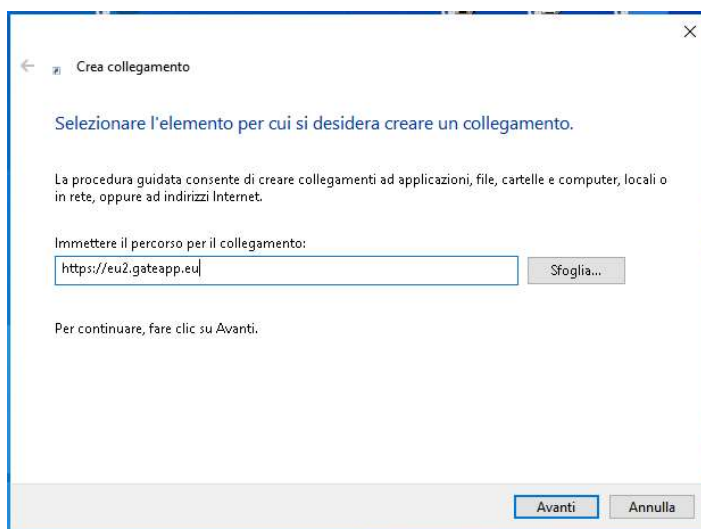 Crea collegamento
Selezionare l'elemento per cui si desidera creare un collegamento.
La procedura guidata consente di creare collegamenti ad applicazioni, file, cartelle e computer, locali o
in rete, oppure ad indirizzi Internet.
Immettere il percorso per il collegamento:
https://eu2.gateapp.eu
Sfoglia...
Per continuare, fare clic su Avanti.
Avanti
Annulla